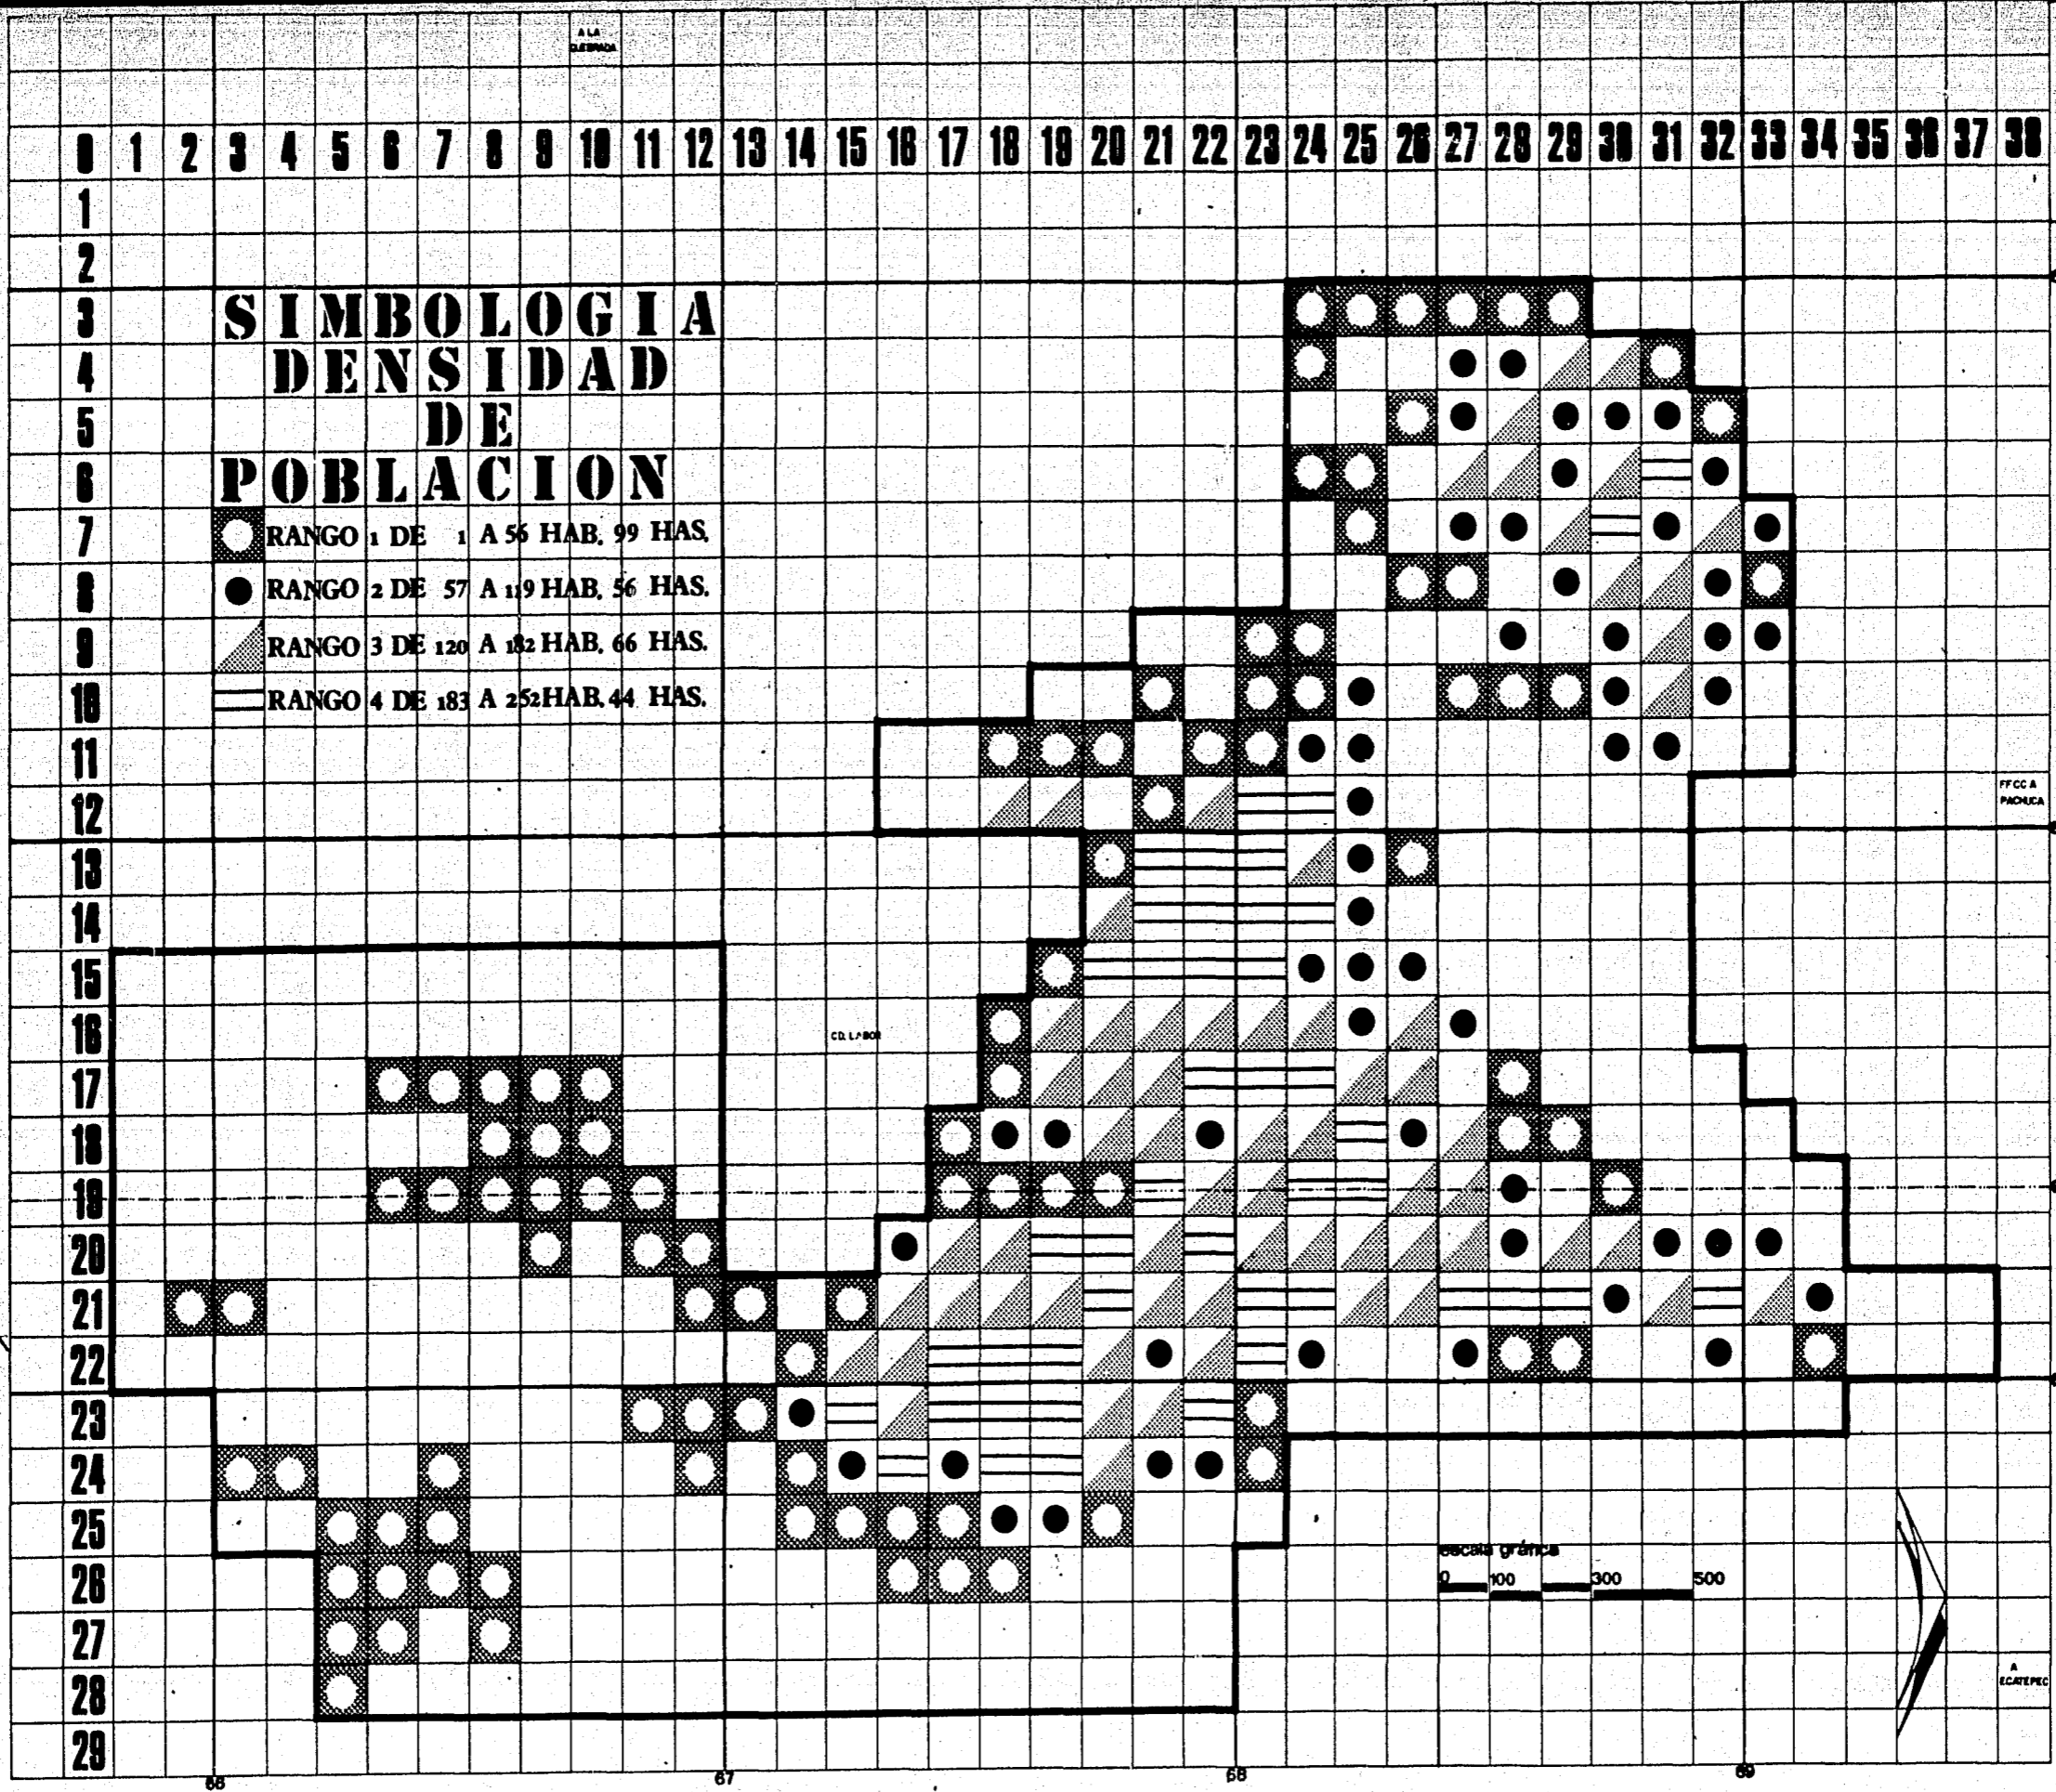 A LA
QUEBRADA
0 1 2 3 4 5 6 7 8 9 10 11 12 13 14 15 16 17 18 19 20 21 22 23 24 25 26 27 28 29 30 31 32 33 34 35 36 37 38
1
2
3 SIMBOLOGIA
4 DENSIDAD
5 DE
6 POBLACION
7 RANGO 1 DE 1 A 56 HAB. 99 HAS.
8 RANGO 2 DE 57 A 119 HAB. 56 HAS.
9 RANGO 3 DE 120 A 182 HAB. 66 HAS.
10 RANGO 4 DE 183 A 252 HAB. 44 HAS.
11
12
FFCC A
PACHUCA
13
14
15
16
CD. LABOR
17
18
19
20
21
22
23
24
25
26
escala gráfica
0 100 300 500
27
28
A
ECATEPEC
29
66 67 68 69